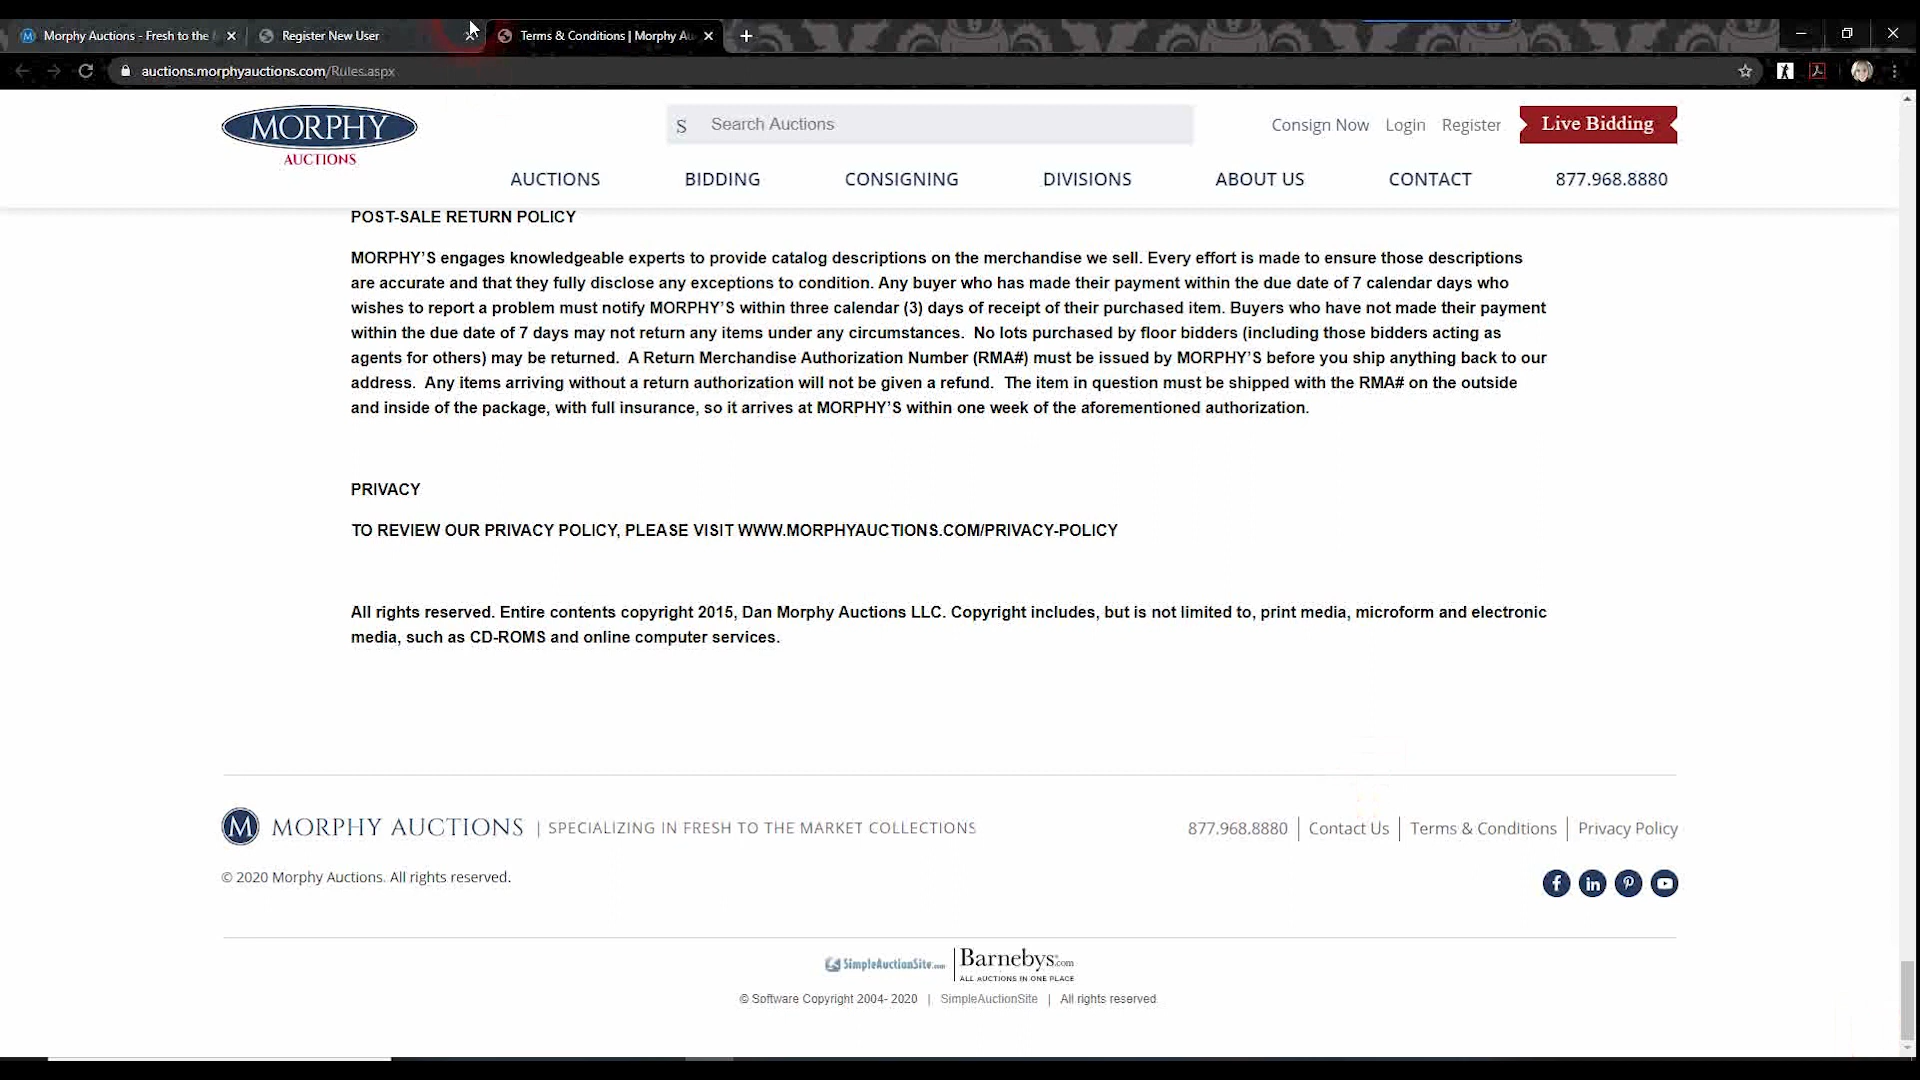 Morphy Auctions - Fresh to the
Register New User
Terms & Conditions | Morphy Au
auctions.morphyauctions.com/Rules.aspx
MORPHY
AUCTIONS
S Search Auctions
Consign Now Login Register Live Bidding
AUCTIONS BIDDING CONSIGNING DIVISIONS ABOUT US CONTACT 877.968.8880
POST-SALE RETURN POLICY
MORPHY'S engages knowledgeable experts to provide catalog descriptions on the merchandise we sell. Every effort is made to ensure those descriptions
are accurate and that they fully disclose any exceptions to condition. Any buyer who has made their payment within the due date of 7 calendar days who
wishes to report a problem must notify MORPHY'S within three calendar (3) days of receipt of their purchased item. Buyers who have not made their payment
within the due date of 7 days may not return any items under any circumstances. No lots purchased by floor bidders (including those bidders acting as
agents for others) may be returned. A Return Merchandise Authorization Number (RMA#) must be issued by MORPHY'S before you ship anything back to our
address. Any items arriving without a return authorization will not be given a refund. The item in question must be shipped with the RMA# on the outside
and inside of the package, with full insurance, so it arrives at MORPHY'S within one week of the aforementioned authorization.
PRIVACY
TO REVIEW OUR PRIVACY POLICY, PLEASE VISIT WWW.MORPHYAUCTIONS.COM/PRIVACY-POLICY
All rights reserved. Entire contents copyright 2015, Dan Morphy Auctions LLC. Copyright includes, but is not limited to, print media, microform and electronic
media, such as CD-ROMS and online computer services.
M MORPHY AUCTIONS | SPECIALIZING IN FRESH TO THE MARKET COLLECTIONS
877.968.8880 | Contact Us | Terms & Conditions | Privacy Policy
© 2020 Morphy Auctions. All rights reserved.
SimpleAuctionSite.com
Barnebys.com
ALL AUCTIONS IN ONE PLACE
© Software Copyright 2004- 2020 | SimpleAuctionSite | All rights reserved